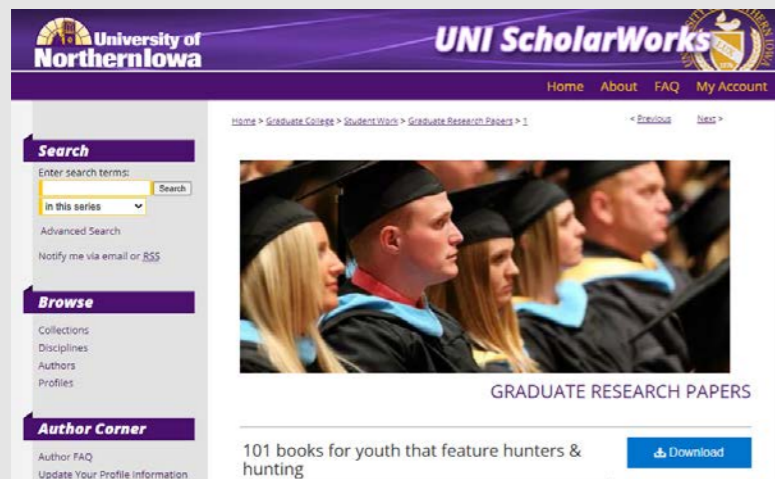 University of
Northern Iowa
UNI ScholarWorks
Home About FAQ My Account
Home > Graduate College > Student Work > Graduate Research Papers > 1
< Previous Next >
Search
Enter search terms:
Search
in this series
Advanced Search
Notify me via email or RSS
Browse
Collections
Disciplines
Authors
Profiles
GRADUATE RESEARCH PAPERS
Author Corner
Author FAQ
Update Your Profile Information
101 books for youth that feature hunters &
hunting
Download